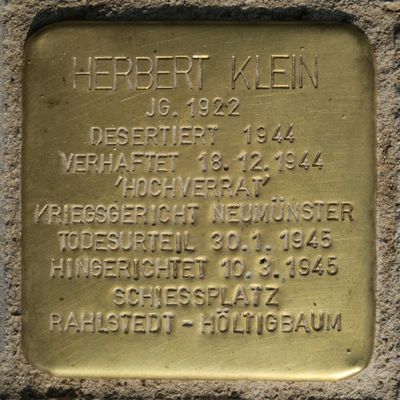 HERBERT KLEIN
JG. 1922
DESERTIERT 1944
VERHAFTET 18.12.1944
'HOCHVERRAT'
KRIEGSGERICHT NEUMÜNSTER
TODESURTEIL 30.1.1945
HINGERICHTET 10.3.1945
SCHIESSPLATZ
RAHLSTEDT - HÖLTIGBAUM